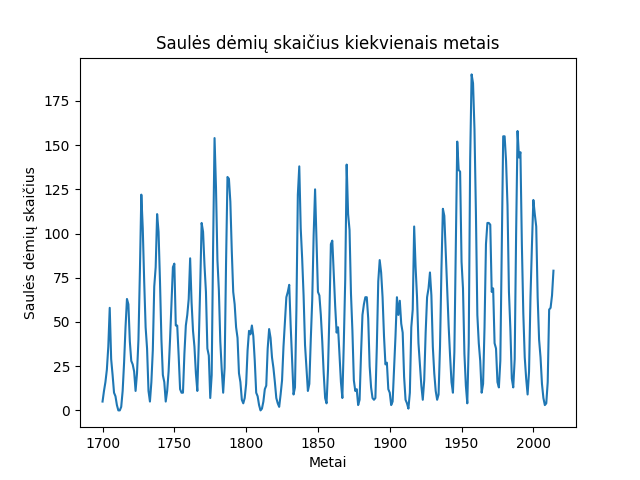 Saulės dėmių skaičius kiekvienais metais
Saulės dėmių skaičius
175
150
125
100
75
50
25
0
1700 1750 1800 1850 1900 1950 2000
Metai